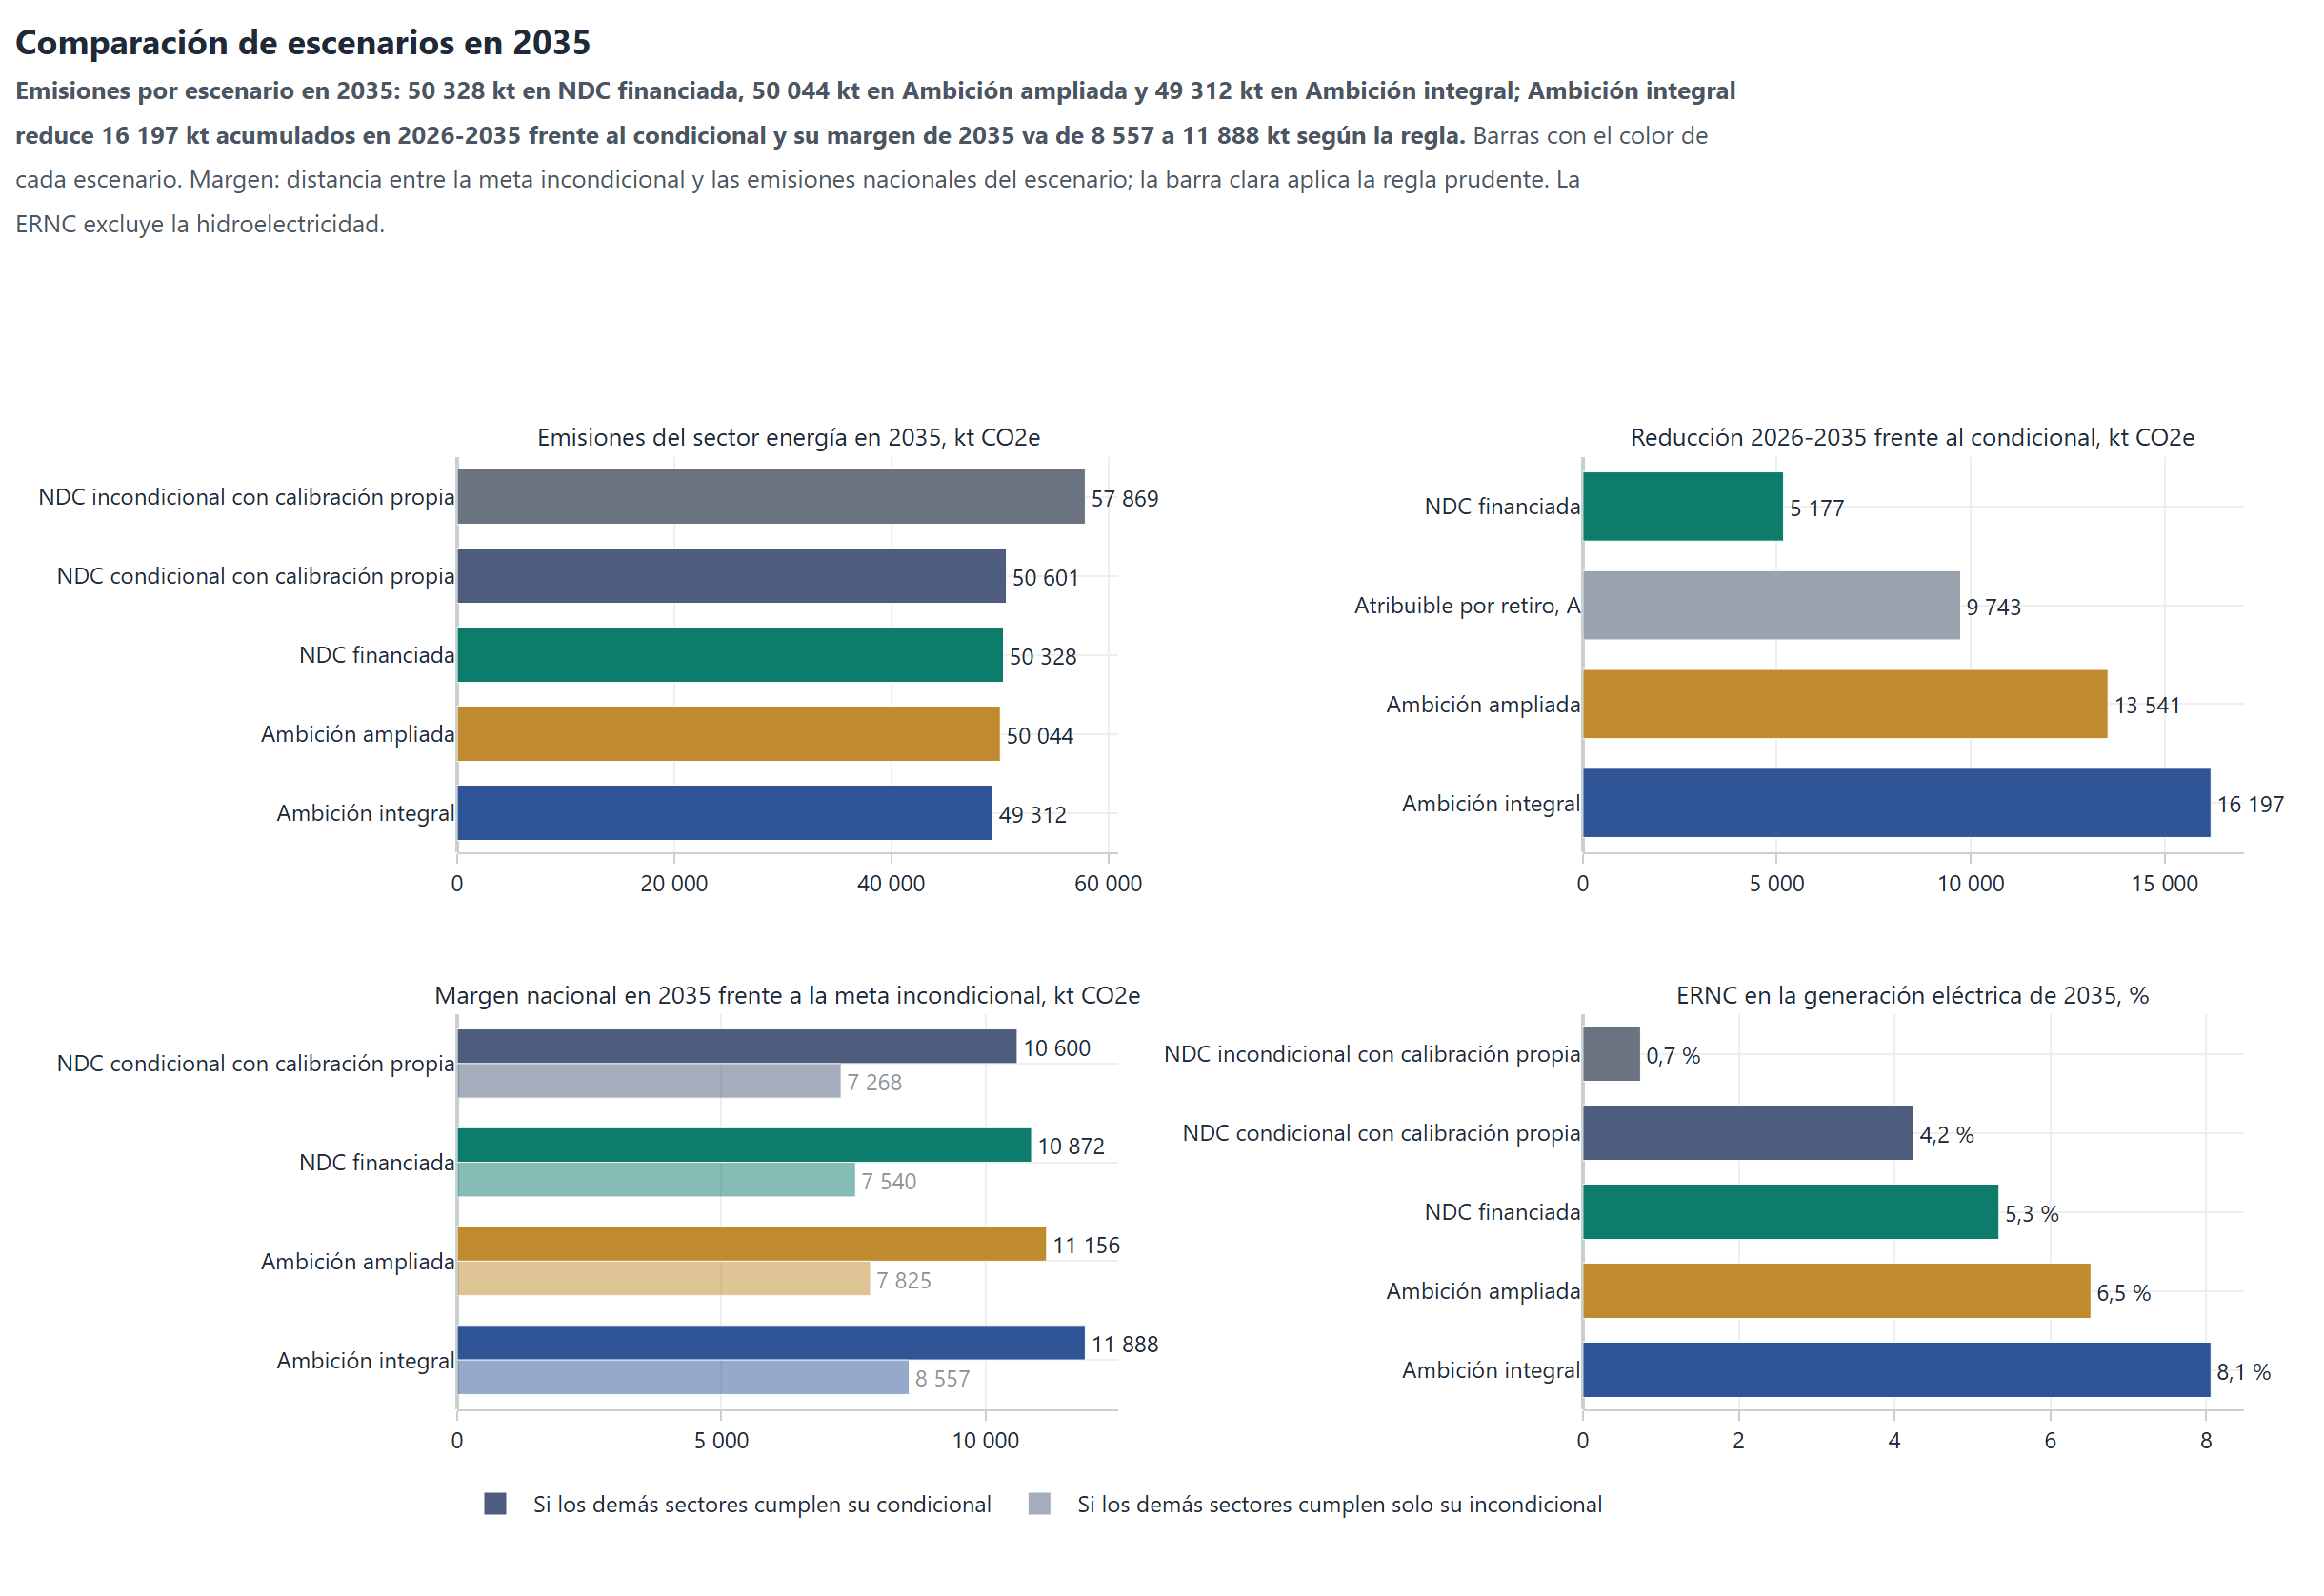 Comparación de escenarios en 2035
Emisiones por escenario en 2035: 50 328 kt en NDC financiada, 50 044 kt en Ambición ampliada y 49 312 kt en Ambición integral; Ambición integral
reduce 16 197 kt acumulados en 2026-2035 frente al condicional y su margen de 2035 va de 8 557 a 11 888 kt según la regla. Barras con el color de
cada escenario. Margen: distancia entre la meta incondicional y las emisiones nacionales del escenario; la barra clara aplica la regla prudente. La
ERNC excluye la hidroelectricidad.
Emisiones del sector energía en 2035, kt CO2e
NDC incondicional con calibración propia 57 869
NDC condicional con calibración propia 50 601
NDC financiada 50 328
Ambición ampliada 50 044
Ambición integral 49 312
0 20 000 40 000 60 000
Reducción 2026-2035 frente al condicional, kt CO2e
NDC financiada 5 177
Atribuible por retiro, A 9 743
Ambición ampliada 13 541
Ambición integral 16 197
0 5 000 10 000 15 000
Margen nacional en 2035 frente a la meta incondicional, kt CO2e
NDC condicional con calibración propia 10 600
7 268
NDC financiada 10 872
7 540
Ambición ampliada 11 156
7 825
Ambición integral 11 888
8 557
0 5 000 10 000
ERNC en la generación eléctrica de 2035, %
NDC incondicional con calibración propia 0,7 %
NDC condicional con calibración propia 4,2 %
NDC financiada 5,3 %
Ambición ampliada 6,5 %
Ambición integral 8,1 %
0 2 4 6 8
Si los demás sectores cumplen su condicional Si los demás sectores cumplen solo su incondicional